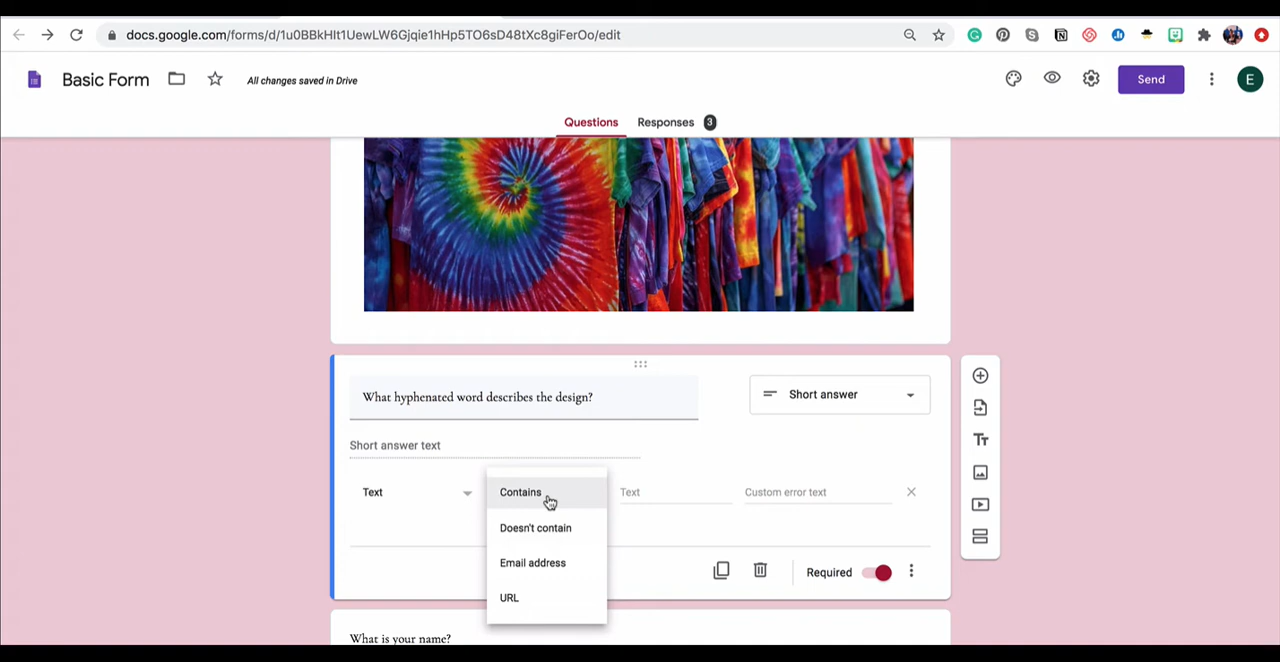 docs.google.com/forms/d/1u0BBkHIt1UewLW6Gjqie1hHp5TO6sD48tXc8giFerOo/edit
Basic Form
All changes saved in Drive
Send
E
Questions
Responses 3
What hyphenated word describes the design?
Short answer
Short answer text
Text
Contains
Text
Custom error text
Doesn't contain
Email address
URL
Required
What is your name?